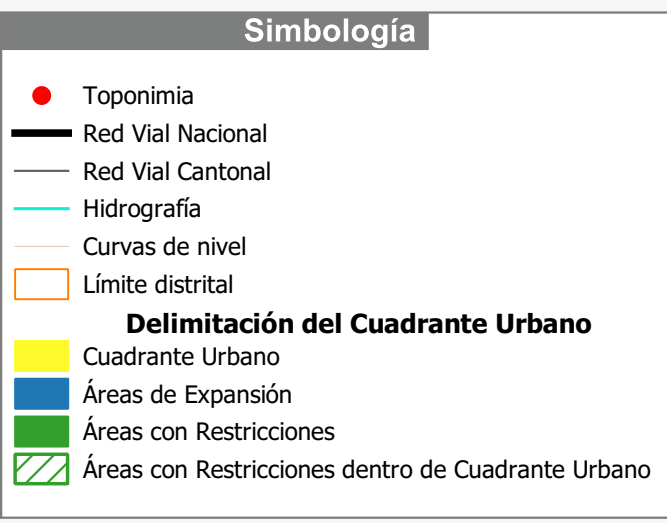 Simbología
Toponimia
Red Vial Nacional
Red Vial Cantonal
Hidrografía
Curvas de nivel
Límite distrital
Delimitación del Cuadrante Urbano
Cuadrante Urbano
Áreas de Expansión
Áreas con Restricciones
Áreas con Restricciones dentro de Cuadrante Urbano